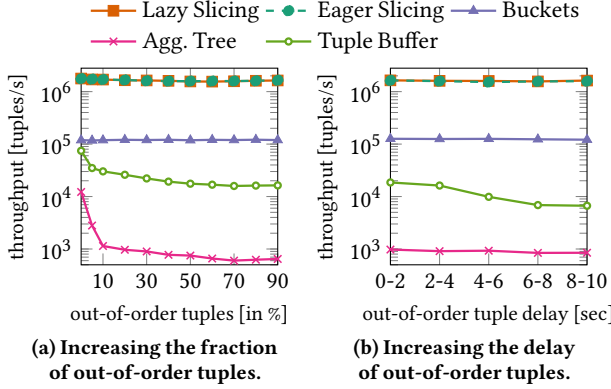 Lazy Slicing Eager Slicing Buckets
Agg. Tree Tuple Buffer
throughput [tuples/s]
10^6
10^5
10^4
10^3
10 30 50 70 90
out-of-order tuples [in %]
(a) Increasing the fraction
of out-of-order tuples.
throughput [tuples/s]
10^6
10^5
10^4
10^3
0-2 2-4 4-6 6-8 8-10
out-of-order tuple delay [sec]
(b) Increasing the delay
of out-of-order tuples.